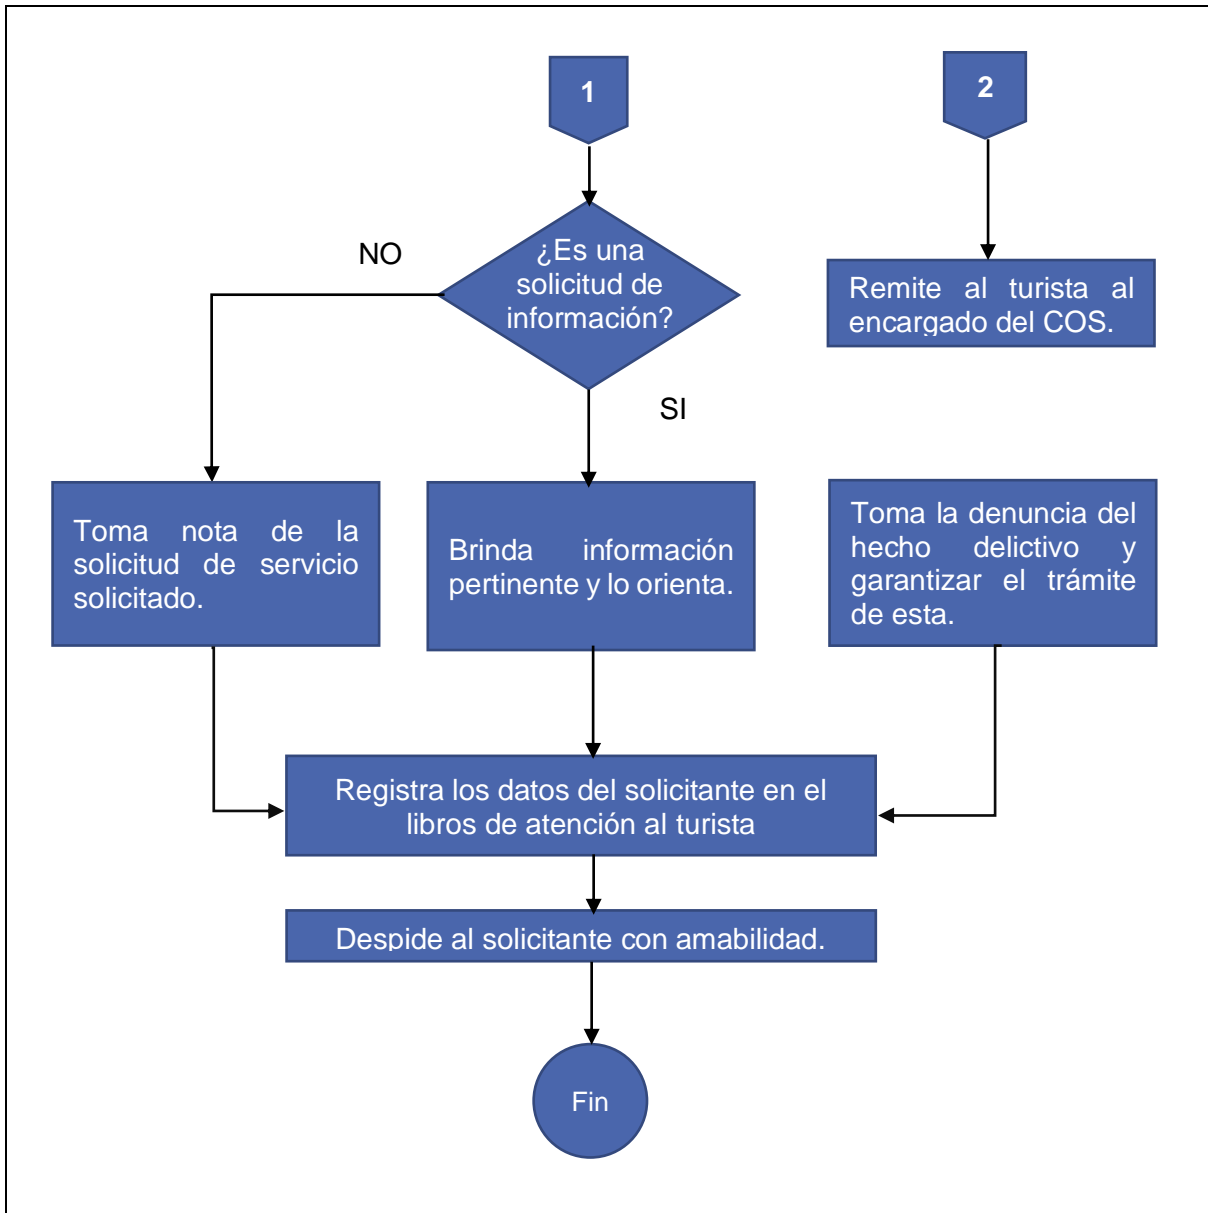 1
2
¿Es una
solicitud de
información?
NO
SI
Remite al turista al
encargado del COS.
Toma nota de la
solicitud de servicio
solicitado.
Brinda información
pertinente y lo orienta.
Toma la denuncia del
hecho delictivo y
garantizar el trámite
de esta.
Registra los datos del solicitante en el
libros de atención al turista
Despide al solicitante con amabilidad.
Fin